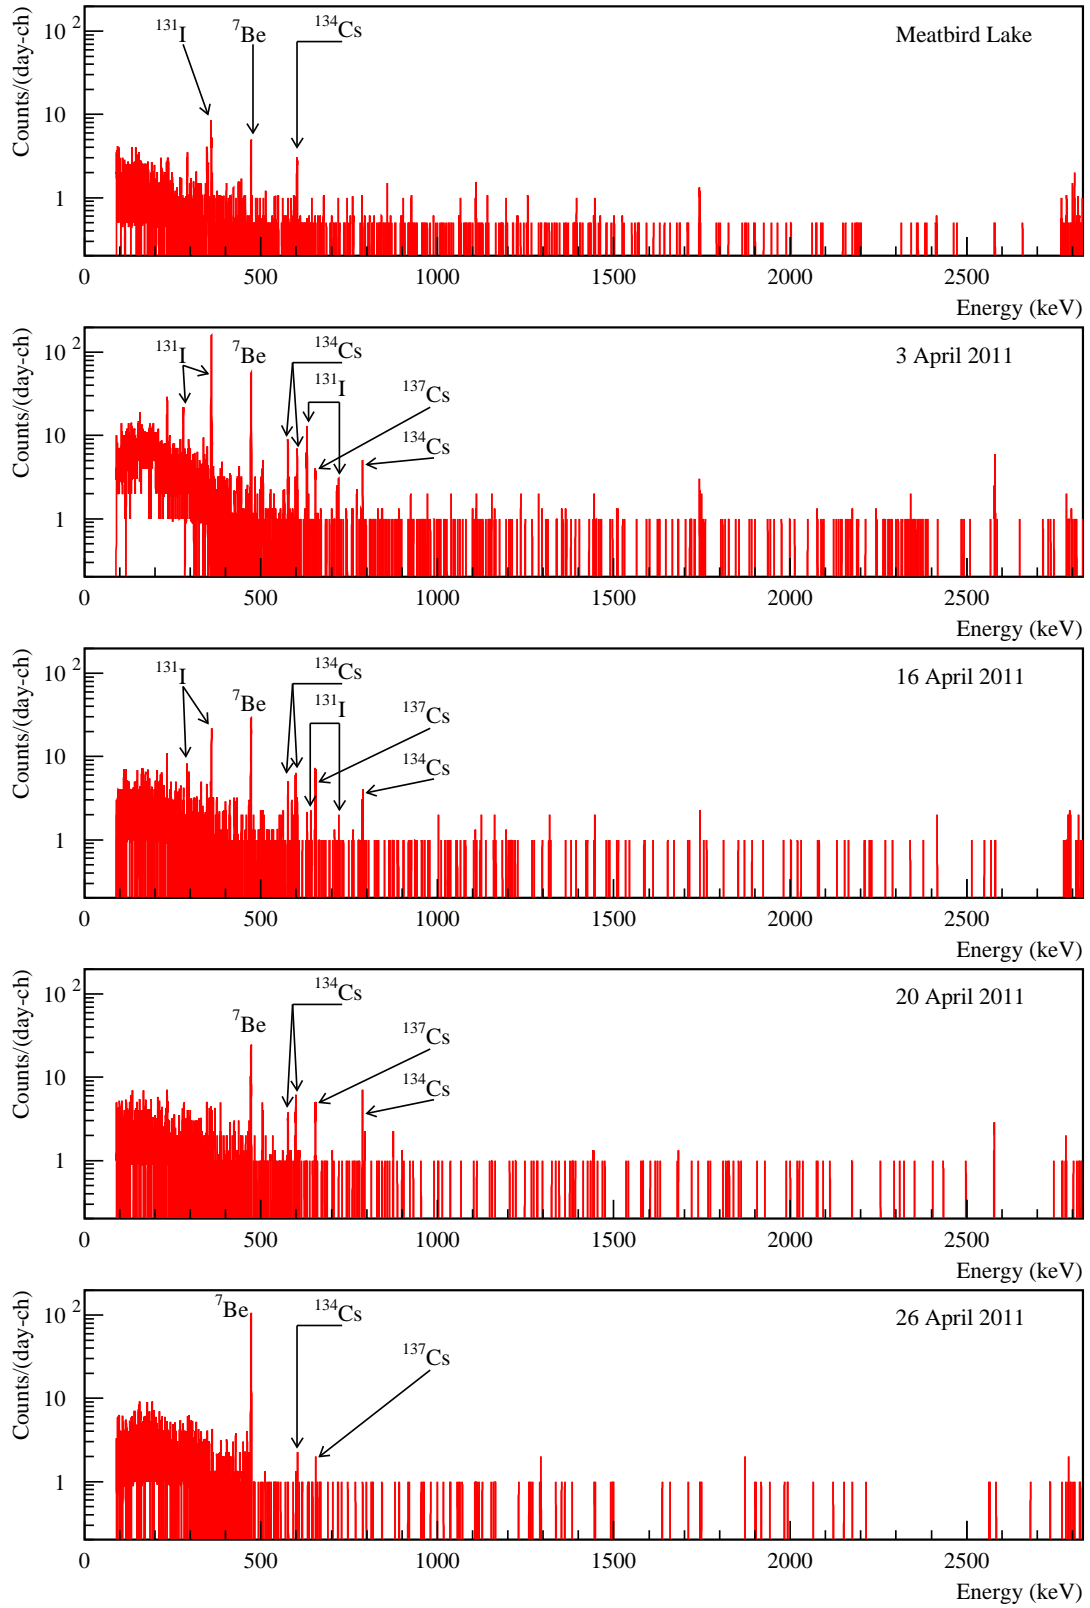 Counts/(day-ch)
10 2
10
1
131I
7Be
134Cs
Meatbird Lake
0 500 1000 1500 2000 2500
Energy (keV)
Counts/(day-ch)
10 2
10
1
131I
7Be
134Cs
131I
137Cs
134Cs
3 April 2011
0 500 1000 1500 2000 2500
Energy (keV)
Counts/(day-ch)
10 2
10
1
131I
7Be
134Cs
131I
137Cs
134Cs
16 April 2011
0 500 1000 1500 2000 2500
Energy (keV)
Counts/(day-ch)
10 2
10
1
7Be
134Cs
137Cs
134Cs
20 April 2011
0 500 1000 1500 2000 2500
Energy (keV)
Counts/(day-ch)
10 2
10
1
7Be
134Cs
137Cs
26 April 2011
0 500 1000 1500 2000 2500
Energy (keV)